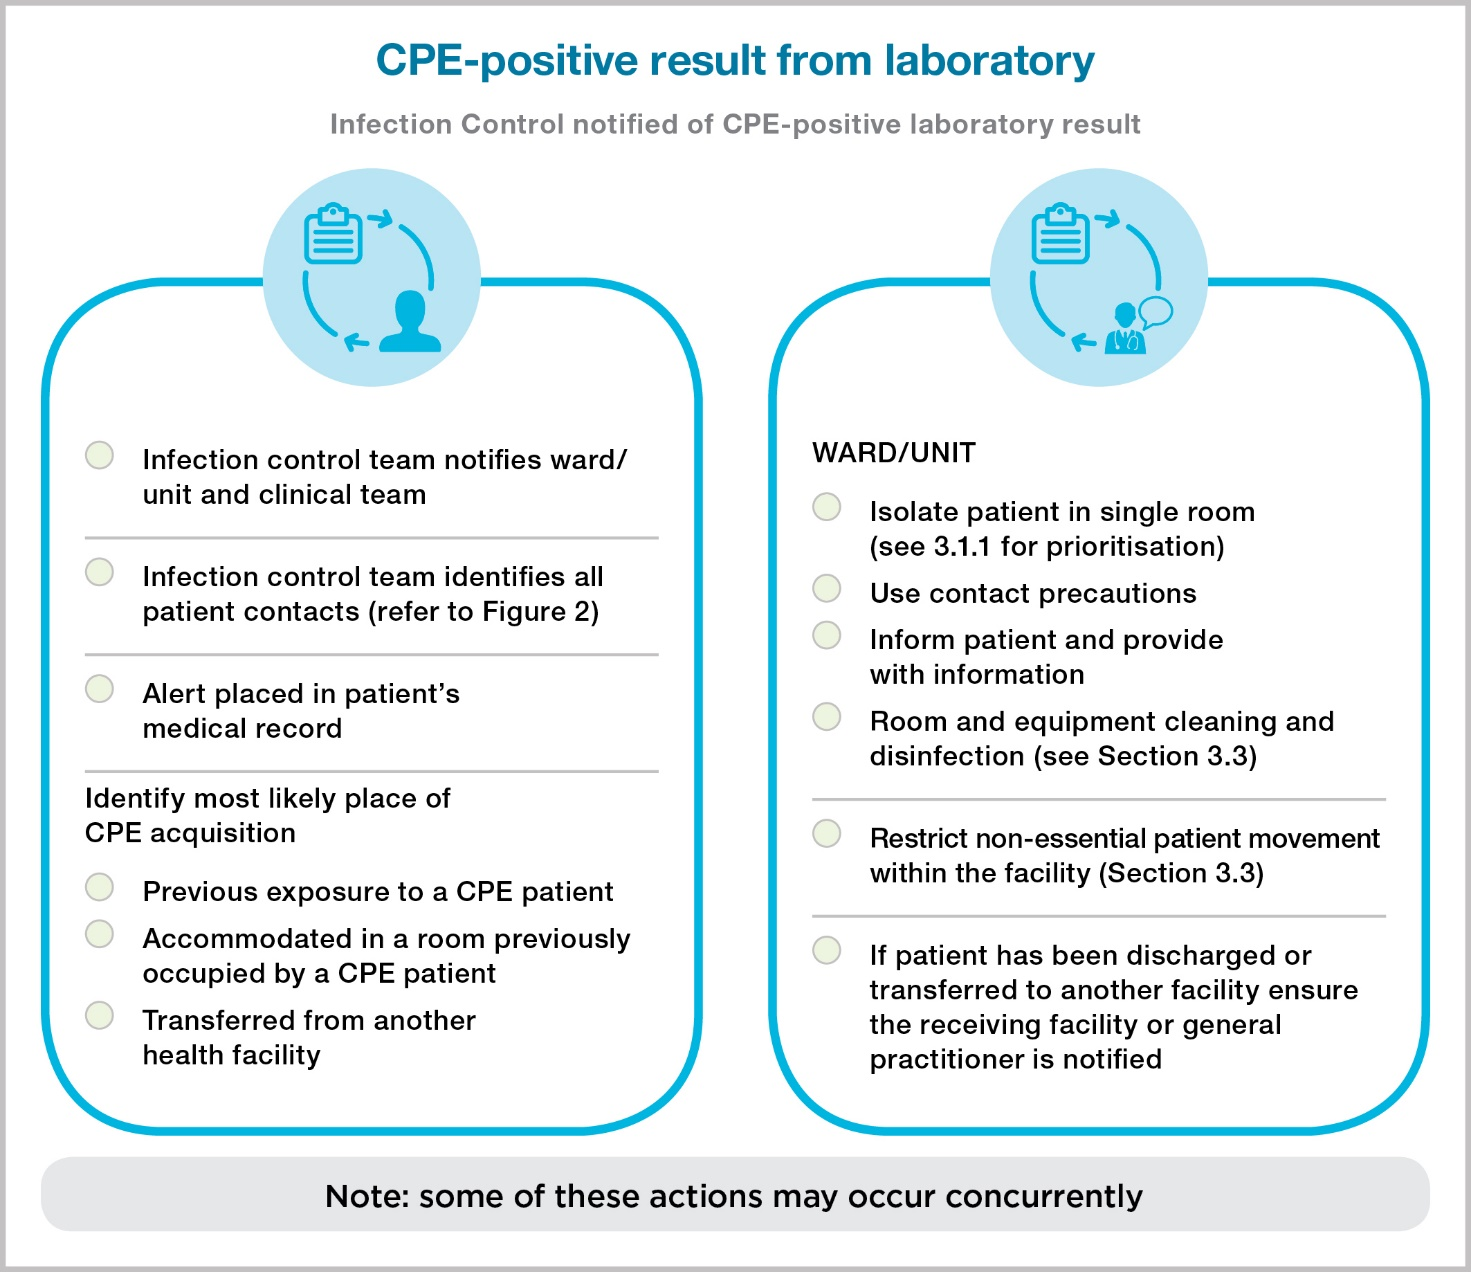 CPE-positive result from laboratory
Infection Control notified of CPE-positive laboratory result
Infection control team notifies ward/
unit and clinical team
Infection control team identifies all
patient contacts (refer to Figure 2)
Alert placed in patient’s
medical record
Identify most likely place of
CPE acquisition
Previous exposure to a CPE patient
Accommodated in a room previously
occupied by a CPE patient
Transferred from another
health facility
WARD/UNIT
Isolate patient in single room
(see 3.1.1 for prioritisation)
Use contact precautions
Inform patient and provide
with information
Room and equipment cleaning and
disinfection (see Section 3.3)
Restrict non-essential patient movement
within the facility (Section 3.3)
If patient has been discharged or
transferred to another facility ensure
the receiving facility or general
practitioner is notified
Note: some of these actions may occur concurrently